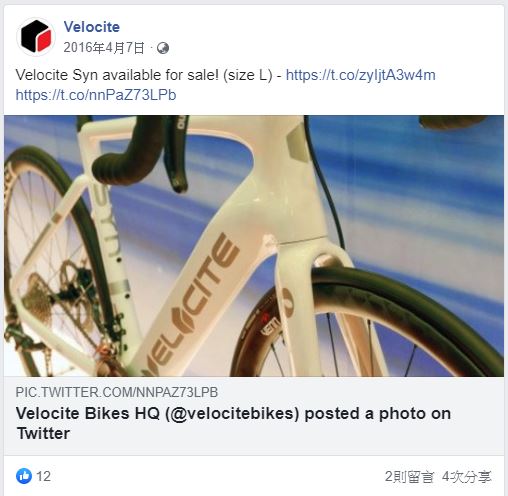 Velocite
2016年4月7日 ·
Velocite Syn available for sale! (size L) - https://t.co/zyIjtA3w4m
https://t.co/nnPaZ73LPb
SYN
VELOCITE
PIC.TWITTER.COM/NNPAZ73LPB
Velocite Bikes HQ (@velocitebikes) posted a photo on
Twitter
12
2則留言 4次分享